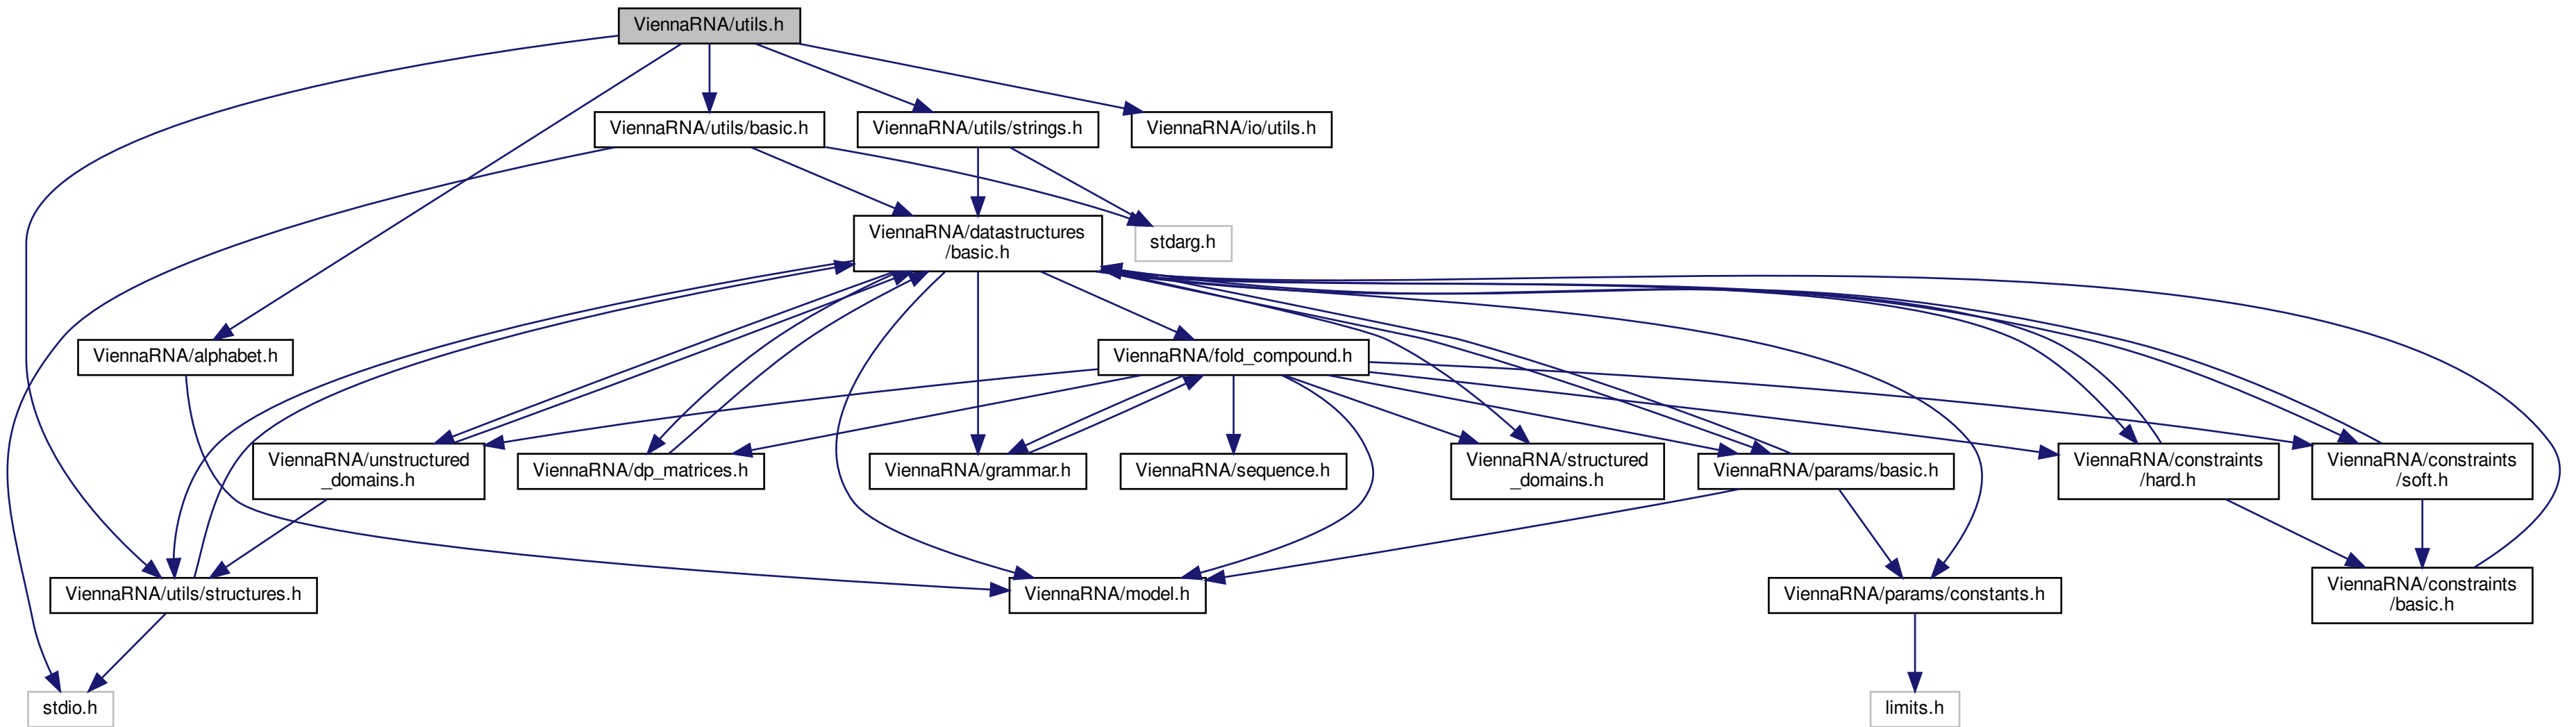 ViennaRNA/utils.h
ViennaRNA/utils/basic.h
ViennaRNA/utils/strings.h
ViennaRNA/io/utils.h
ViennaRNA/datastructures
/basic.h
stdarg.h
ViennaRNA/alphabet.h
ViennaRNA/fold_compound.h
ViennaRNA/unstructured
_domains.h
ViennaRNA/dp_matrices.h
ViennaRNA/grammar.h
ViennaRNA/sequence.h
ViennaRNA/structured
_domains.h
ViennaRNA/params/basic.h
ViennaRNA/constraints
/hard.h
ViennaRNA/constraints
/soft.h
ViennaRNA/utils/structures.h
ViennaRNA/model.h
ViennaRNA/params/constants.h
ViennaRNA/constraints
/basic.h
stdio.h
limits.h